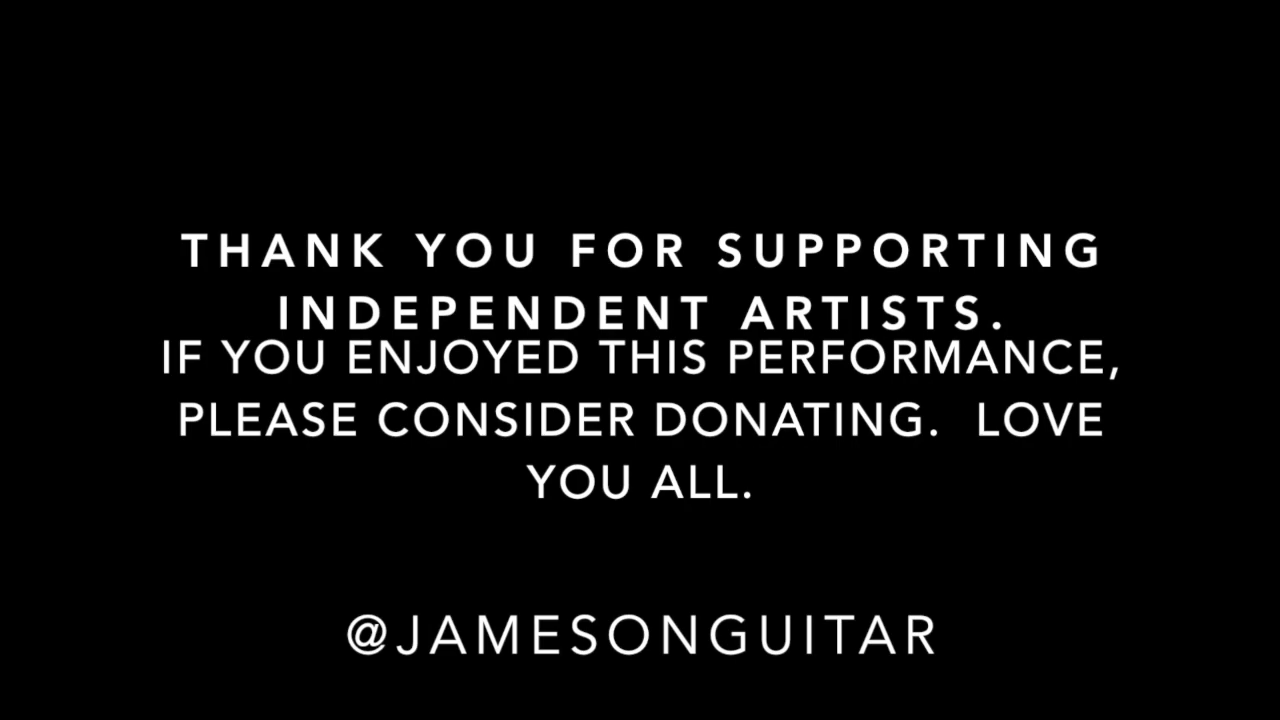 THANK YOU FOR SUPPORTING
INDEPENDENT ARTISTS.
IF YOU ENJOYED THIS PERFORMANCE,
PLEASE CONSIDER DONATING.  LOVE
YOU ALL.
@JAMESONGUITAR